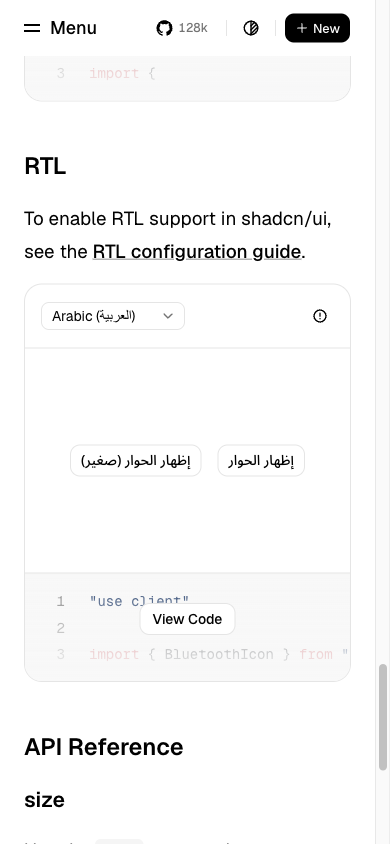 Menu
128k
New
3 import {
RTL
To enable RTL support in shadcn/ui,
see the RTL configuration guide.
Arabic (العربية)
إظهار الحوار
إظهار الحوار (صغير)
1 "use client"
View Code
2
3 import { BluetoothIcon } from "
API Reference
size